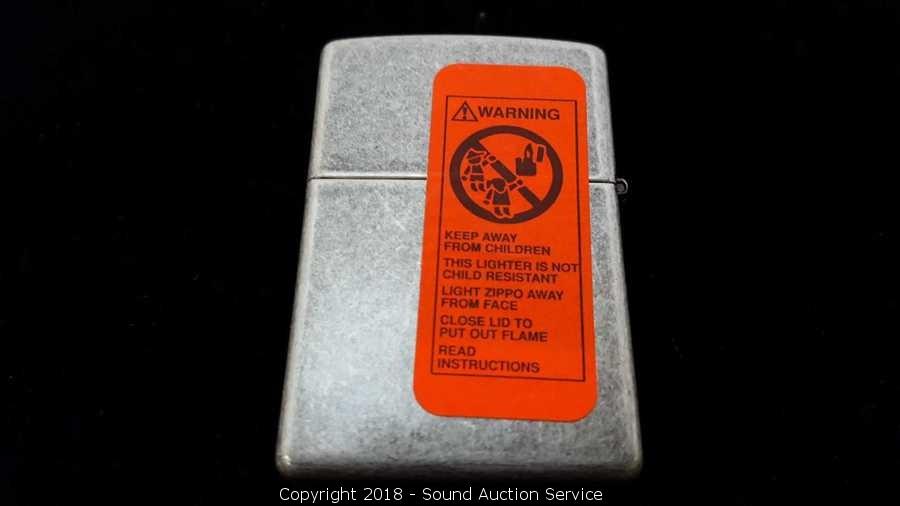 WARNING
KEEP AWAY
FROM CHILDREN
THIS LIGHTER IS NOT
CHILD RESISTANT
LIGHT ZIPPO AWAY
FROM FACE
CLOSE LID TO
PUT OUT FLAME
READ
INSTRUCTIONS
Copyright 2018 - Sound Auction Service